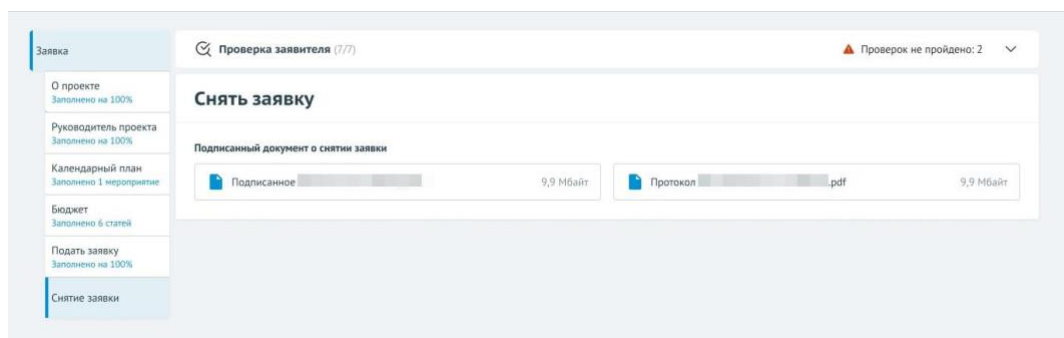 Заявка
О проекте
Заполнено на 100%
Руководитель проекта
Заполнено на 100%
Календарный план
Заполнено 1 мероприятие
Бюджет
Заполнено 6 статей
Подать заявку
Заполнено на 100%
Снятие заявки
Проверка заявителя (7/7)
Проверок не пройдено: 2
Снять заявку
Подписанный документ о снятии заявки
Подписанное 9,9 Мбайт
Протокол .pdf 9,9 Мбайт